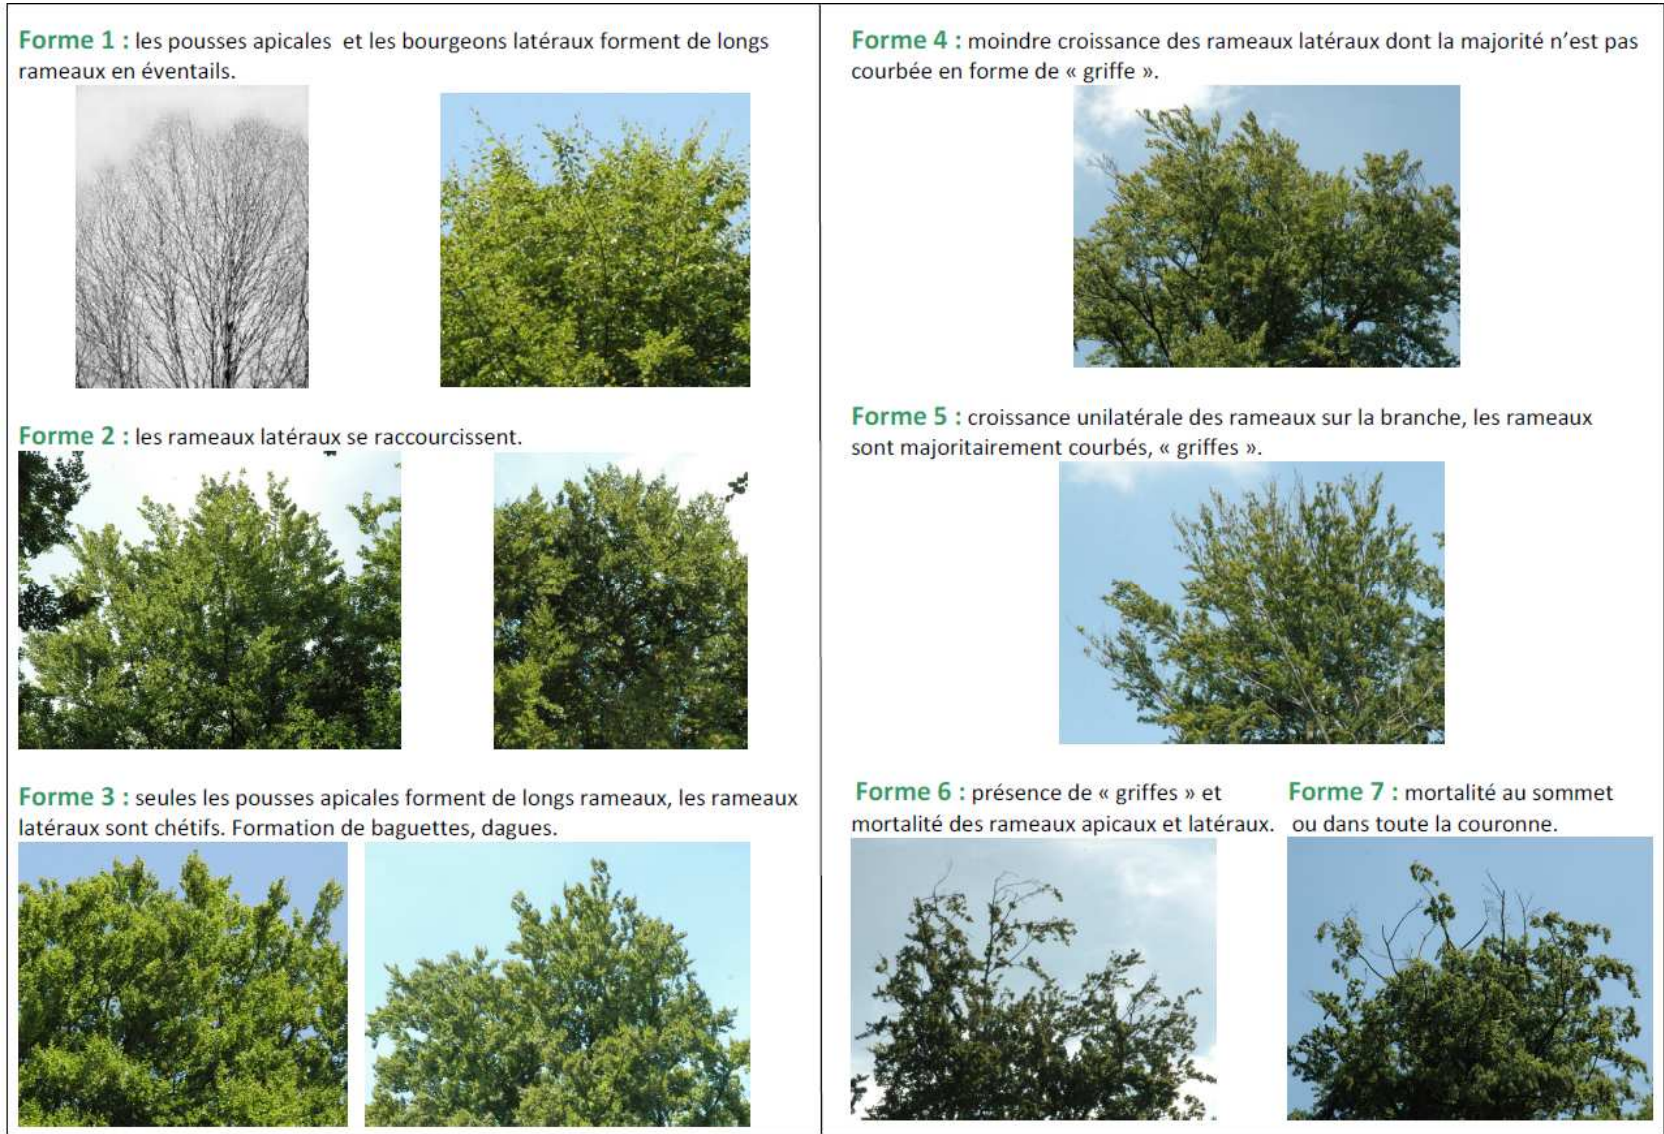 Forme 1 : les pousses apicales et les bourgeons latéraux forment de longs
rameaux en éventails.
Forme 2 : les rameaux latéraux se raccourcissent.
Forme 3 : seules les pousses apicales forment de longs rameaux, les rameaux
latéraux sont chétifs. Formation de baguettes, dagues.
Forme 4 : moindre croissance des rameaux latéraux dont la majorité n’est pas
courbée en forme de « griffe ».
Forme 5 : croissance unilatérale des rameaux sur la branche, les rameaux
sont majoritairement courbés, « griffes ».
Forme 6 : présence de « griffes » et
mortalité des rameaux apicaux et latéraux.
Forme 7 : mortalité au sommet
ou dans toute la couronne.